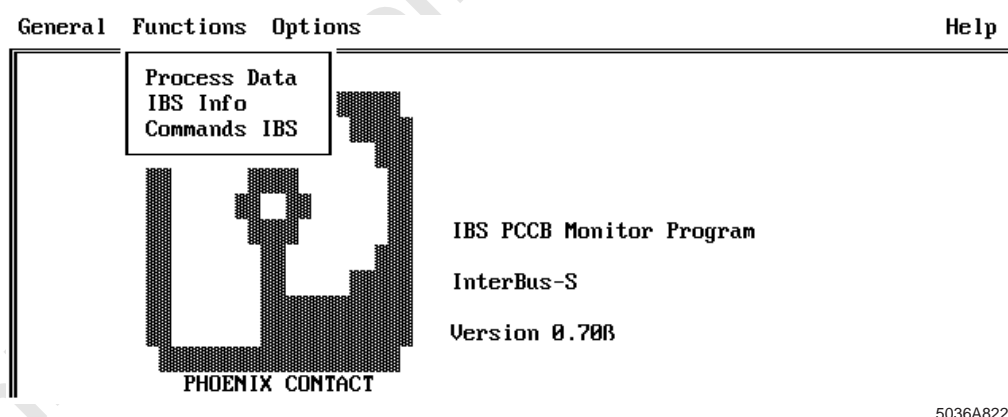 General Functions Options Help
Process Data
IBS Info
Commands IBS
IBS PCCB Monitor Program
InterBus-S
Version 0.70ß
PHOENIX CONTACT
5036A822